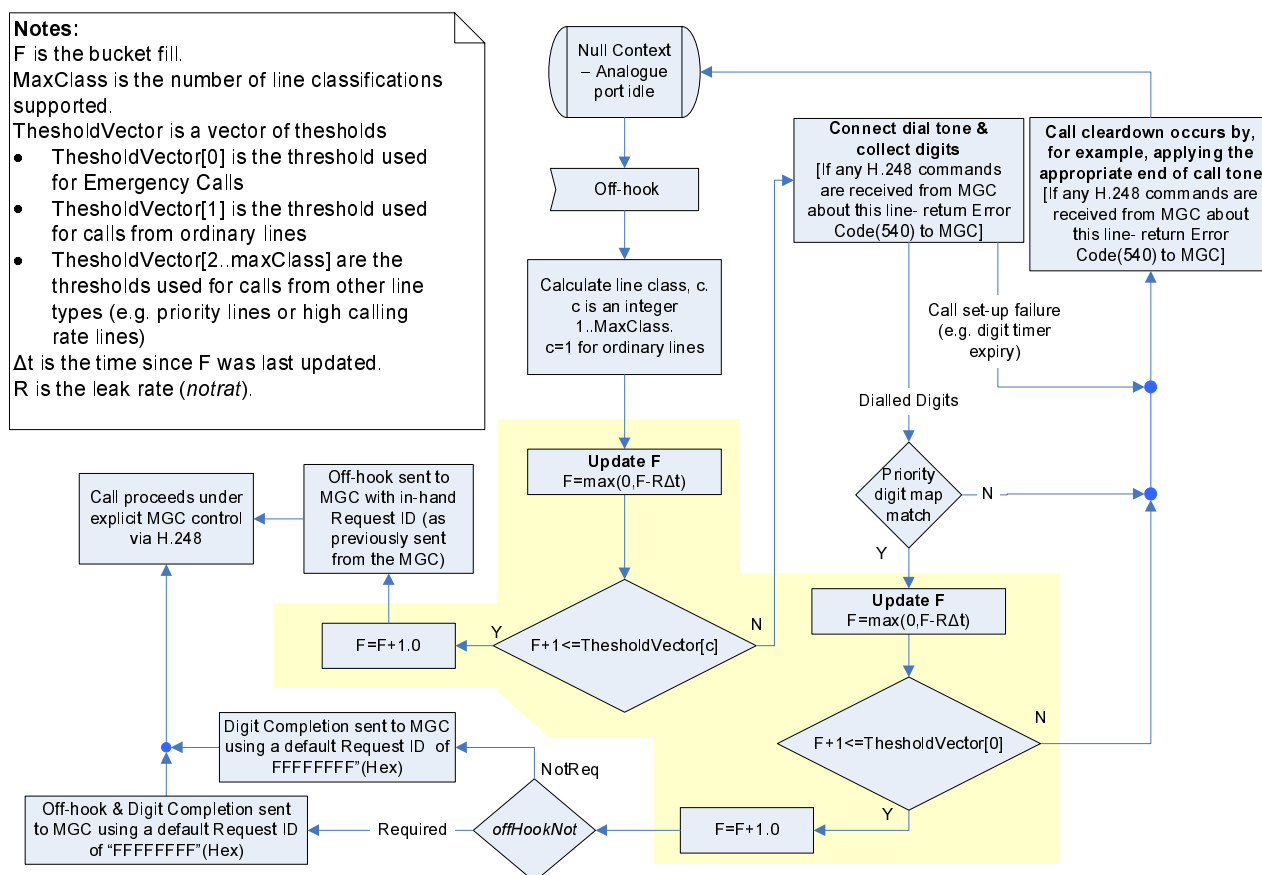 Notes:
F is the bucket fill.
MaxClass is the number of line classifications
supported.
ThesholdVector is a vector of thesholds
• ThesholdVector[0] is the threshold used
for Emergency Calls
• ThesholdVector[1] is the threshold used
for calls from ordinary lines
• ThesholdVector[2..maxClass] are the
thresholds used for calls from other line
types (e.g. priority lines or high calling
rate lines)
Δt is the time since F was last updated.
R is the leak rate (notrat).
Null Context
– Analogue
port idle
Off-hook
Calculate line class, c.
c is an integer
1..MaxClass.
c=1 for ordinary lines
Update F
F=max(0,F-RΔt)
F+1<=ThesholdVector[c]
Y
N
F=F+1.0
Off-hook sent to
MGC with in-hand
Request ID (as
previously sent
from the MGC)
Call proceeds under
explicit MGC control
via H.248
Connect dial tone &
collect digits
[If any H.248 commands
are received from MGC
about this line- return Error
Code(540) to MGC]
Call cleardown occurs by,
for example, applying the
appropriate end of call tone
[If any H.248 commands are
received from MGC about
this line- return Error
Code(540) to MGC]
Call set-up failure
(e.g. digit timer
expiry)
Dialled Digits
Priority
digit map
match
N
Y
Update F
F=max(0,F-RΔt)
F+1<=ThesholdVector[0]
N
Y
F=F+1.0
offHookNot
NotReq
Required
Digit Completion sent to MGC
using a default Request ID of
FFFFFFFF”(Hex)
Off-hook & Digit Completion sent
to MGC using a default Request ID
of “FFFFFFFF”(Hex)